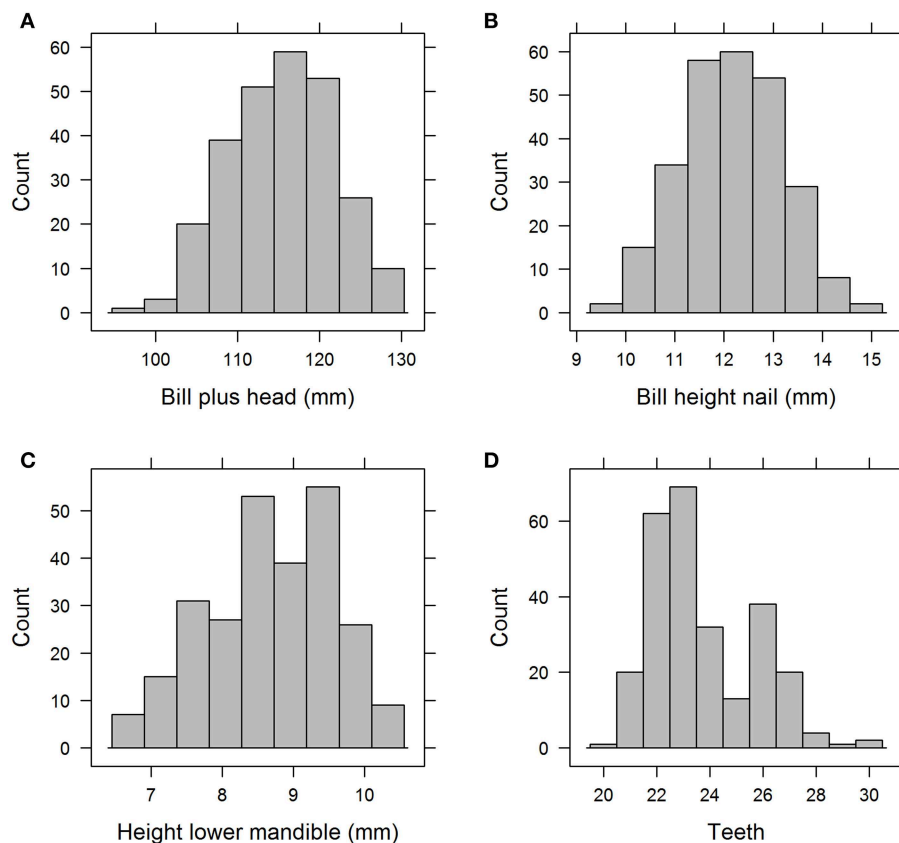 A
Count
60
50
40
30
20
10
0
100 110 120 130
Bill plus head (mm)
B
Count
60
50
40
30
20
10
0
9 10 11 12 13 14 15
Bill height nail (mm)
C
Count
50
40
30
20
10
0
7 8 9 10
Height lower mandible (mm)
D
Count
60
40
20
0
20 22 24 26 28 30
Teeth